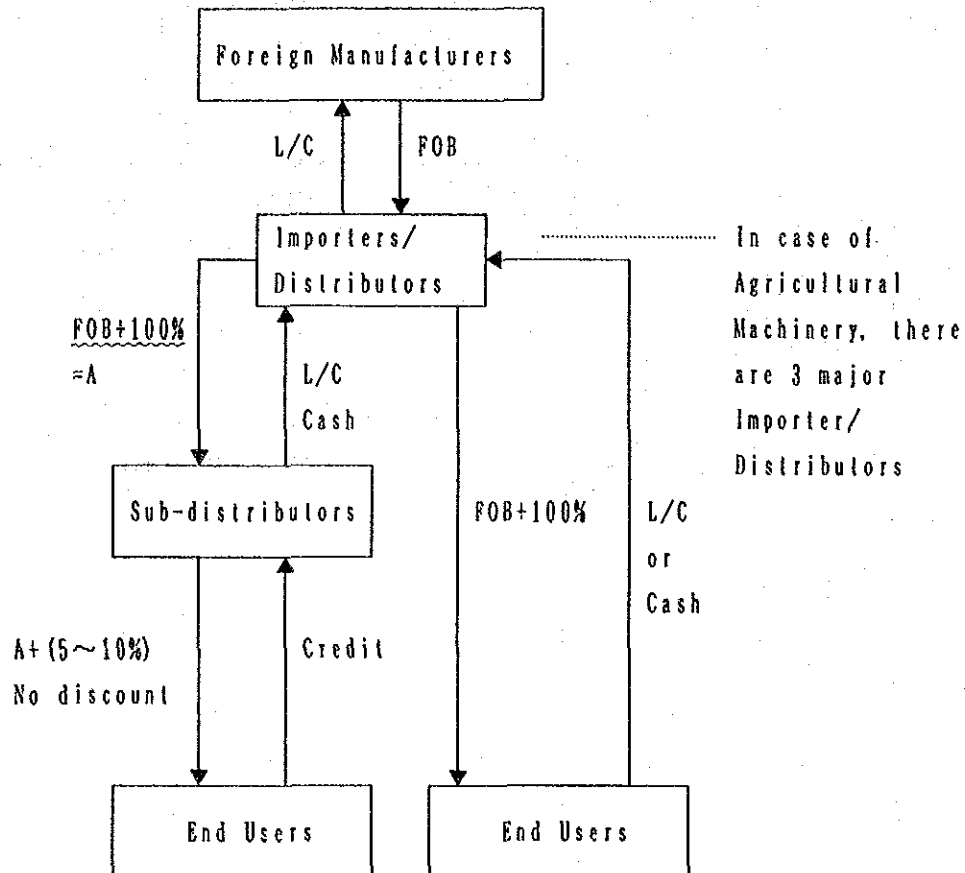 Foreign Manufacturers
L/C
FOB
Importers/
Distributors
In case of
Agricultural
Machinery, there
are 3 major
Importer/
Distributors
FOB+100%
=A
L/C
Cash
Sub-distributors
FOB+100%
L/C
or
Cash
A+(5～10%)
No discount
Credit
End Users
End Users